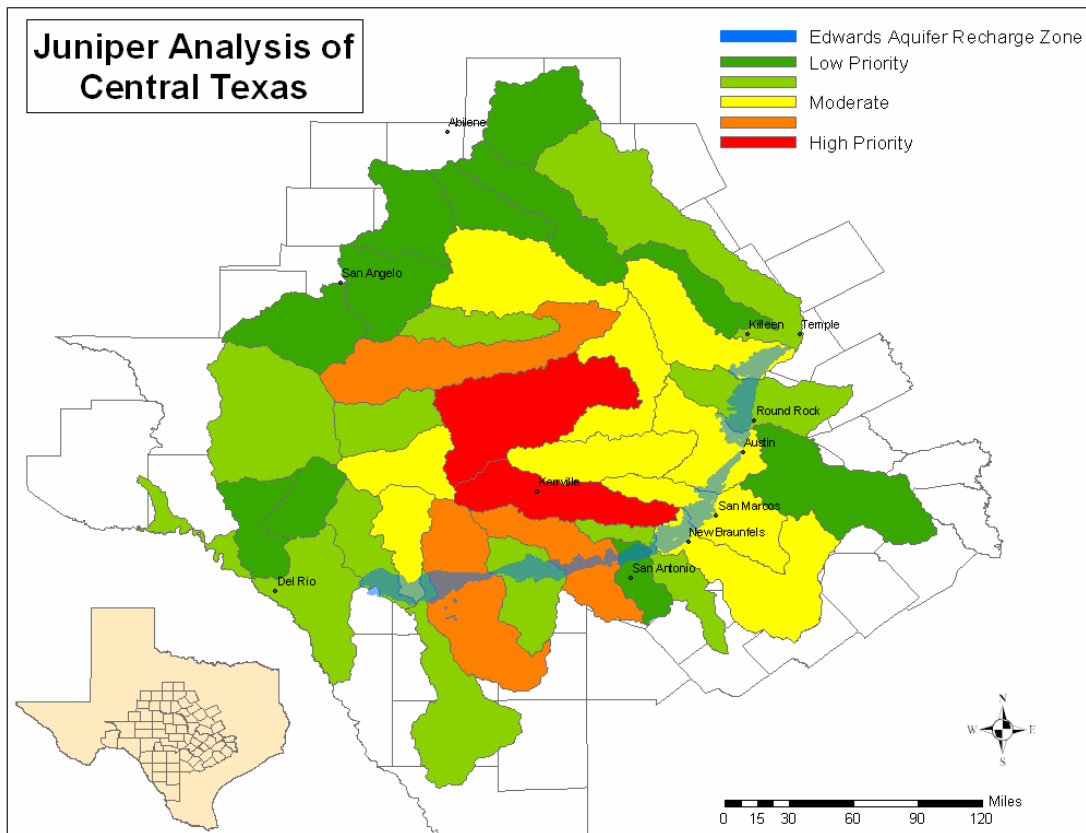 Juniper Analysis of
Central Texas
Edwards Aquifer Recharge Zone
Low Priority
Moderate
High Priority
Abilene
San Angelo
Killeen
Temple
Round Rock
Austin
Kerrville
San Marcos
New Braunfels
San Antonio
Del Rio
N
W E
S
Miles
0 15 30 60 90 120